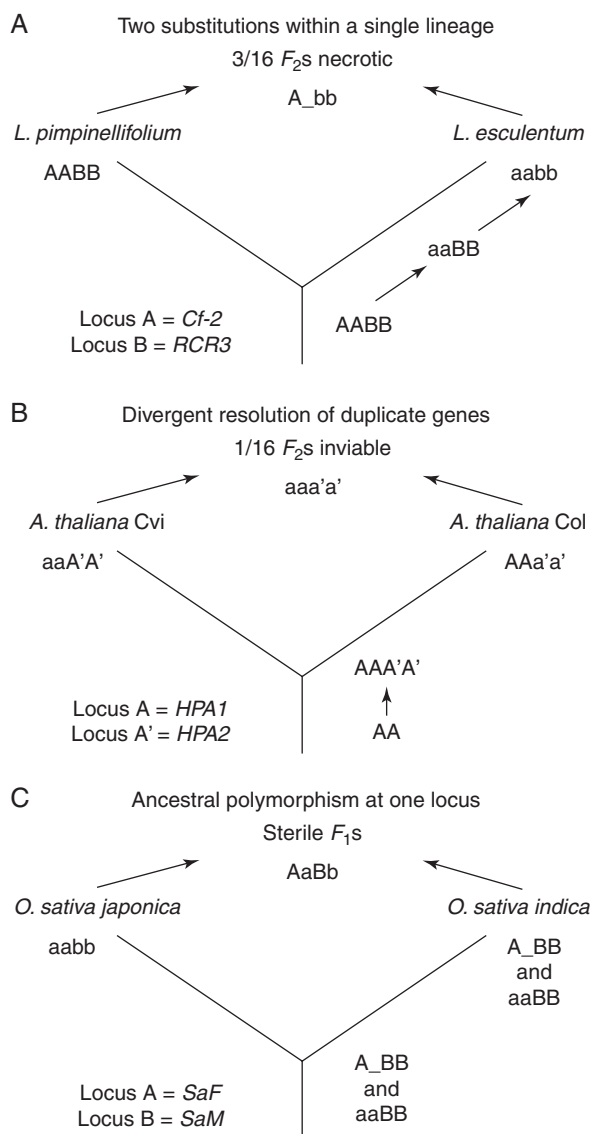 A
Two substitutions within a single lineage
3/16 F2s necrotic
A_bb
L. pimpinellifolium
L. esculentum
AABB
aabb
aaBB
AABB
Locus A = Cf-2
Locus B = RCR3
B
Divergent resolution of duplicate genes
1/16 F2s inviable
aaa'a'
A. thaliana Cvi
A. thaliana Col
aaA'A'
AAa'a'
AAA'A'
AA
Locus A = HPA1
Locus A' = HPA2
C
Ancestral polymorphism at one locus
Sterile F1s
AaBb
O. sativa japonica
O. sativa indica
aabb
A_BB
and
aaBB
A_BB
and
aaBB
Locus A = SaF
Locus B = SaM